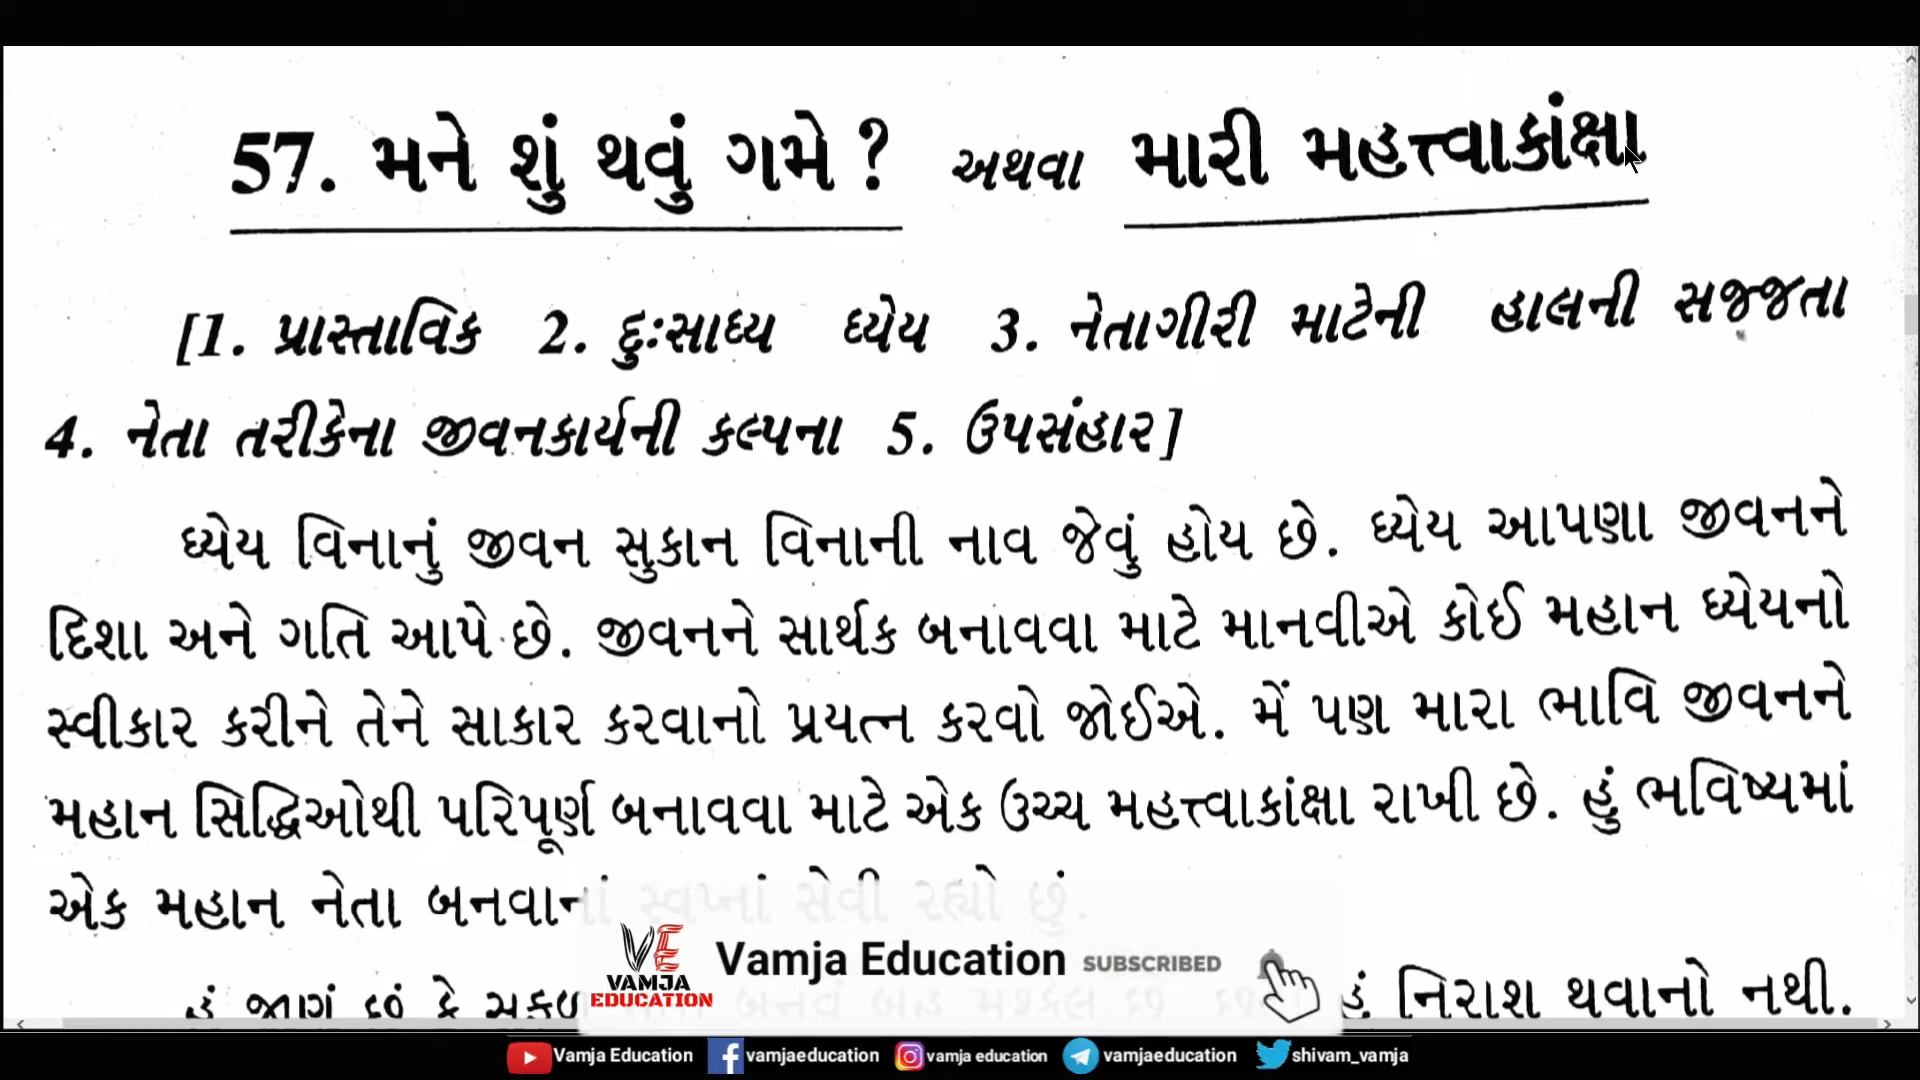 57. મને શું થવું ગમે ? અથવા મારી મહત્ત્વાકાંક્ષા
[1. પ્રાસ્તાવિક 2. દુઃસાધ્ય ધ્યેય 3. નેતાગીરી માટેની હાલની સજ્જતા
4. નેતા તરીકેના જીવનકાર્યની કલ્પના 5. ઉપસંહાર]
ધ્યેય વિનાનું જીવન સુકાન વિનાની નાવ જેવું હોય છે. ધ્યેય આપણા જીવનને
દિશા અને ગતિ આપે છે. જીવનને સાર્થક બનાવવા માટે માનવીએ કોઈ મહાન ધ્યેયનો
સ્વીકાર કરીને તેને સાકાર કરવાનો પ્રયત્ન કરવો જોઈએ. મેં પણ મારા ભાવિ જીવનને
મહાન સિદ્ધિઓથી પરિપૂર્ણ બનાવવા માટે એક ઉચ્ચ મહત્ત્વાકાંક્ષા રાખી છે. હું ભવિષ્યમાં
એક મહાન નેતા બનવાનાં સ્વપ્નાં સેવી રહ્યો છું.
હું જાણું છું કે સફળ હું નિરાશ થવાનો નથી.
VE
VAMJA
EDUCATION
Vamja Education SUBSCRIBED
Vamja Education vamjaeducation vamja education vamjaeducation shivam_vamja